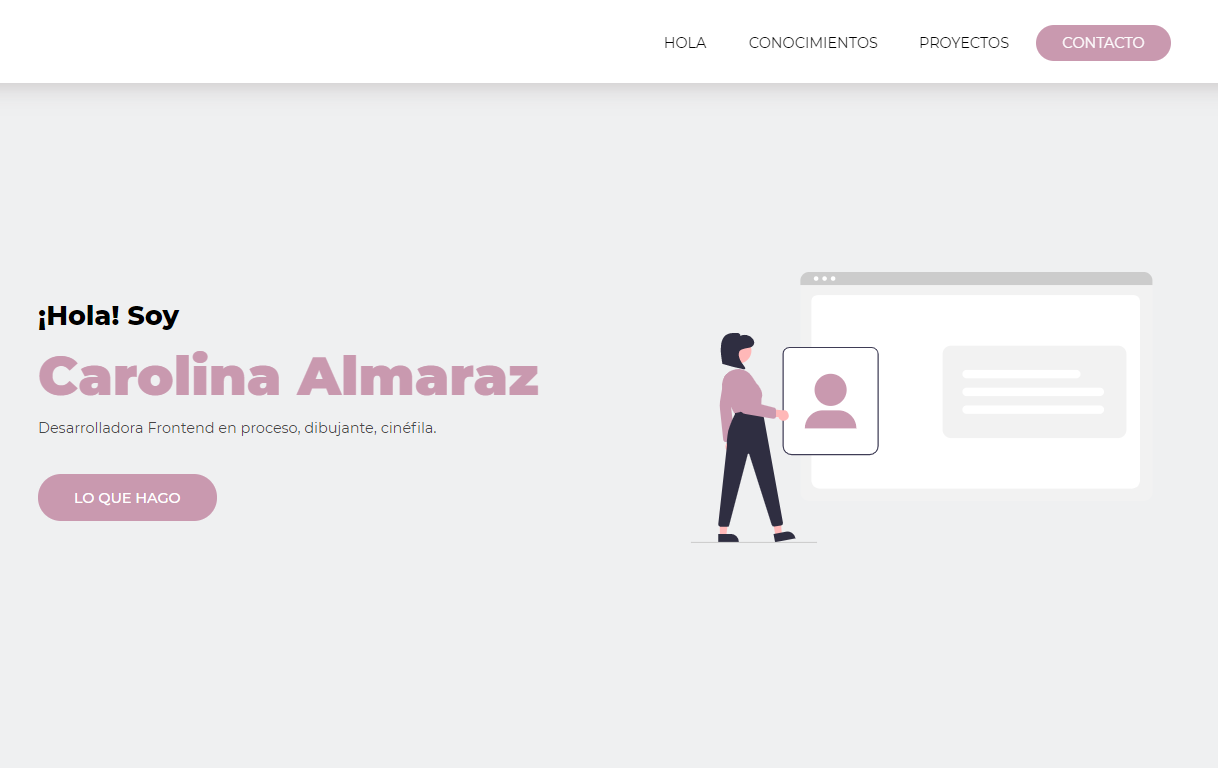 HOLA CONOCIMIENTOS PROYECTOS CONTACTO
¡Hola! Soy
Carolina Almaraz
Desarrolladora Frontend en proceso, dibujante, cinéfila.
LO QUE HAGO